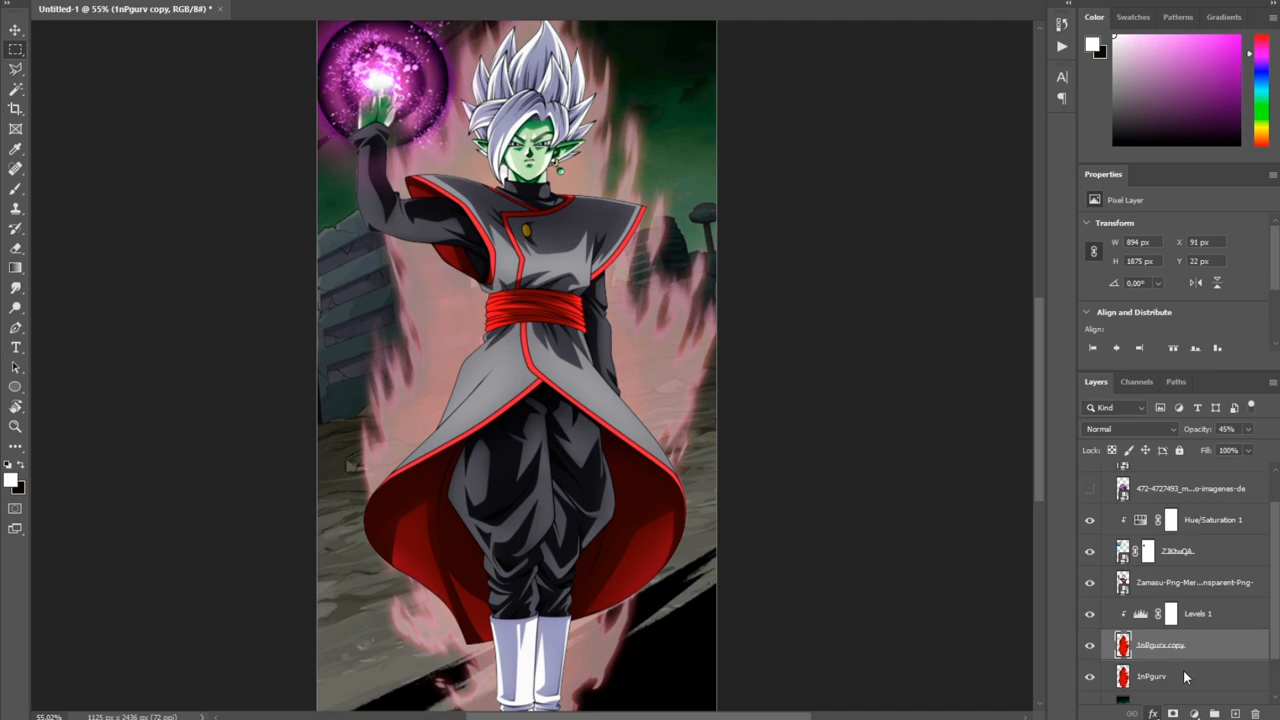 Untitled-1 @ 55% (1nPgurv copy, RGB/8#) * ×
Color Swatches Patterns Gradients
Properties
Pixel Layer
Transform
W 894 px X 91 px
H 1875 px Y 22 px
0,00°
Align and Distribute
Align:
Layers Channels Paths
Kind
Normal Opacity: 45%
Lock: Fill: 100%
472-4727493_m...o-imagenes-de
Hue/Saturation 1
Zamasu-Png-Mer...nsparent-Png-
Levels 1
1nPgurv copy
1nPgurv
55.02% 1125 px x 2436 px (72 ppi)